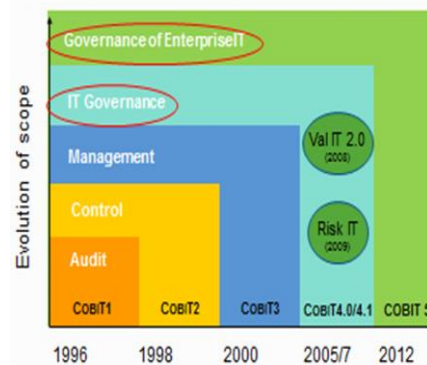 Governance of EnterpriseIT
IT Governance
Management
Control
Audit
Val IT 2.0
(2008)
Risk IT
(2009)
COBIT1
COBIT2
COBIT3
COBIT4.0/4.1
COBIT 5
1996
1998
2000
2005/7
2012
Evolution of scope